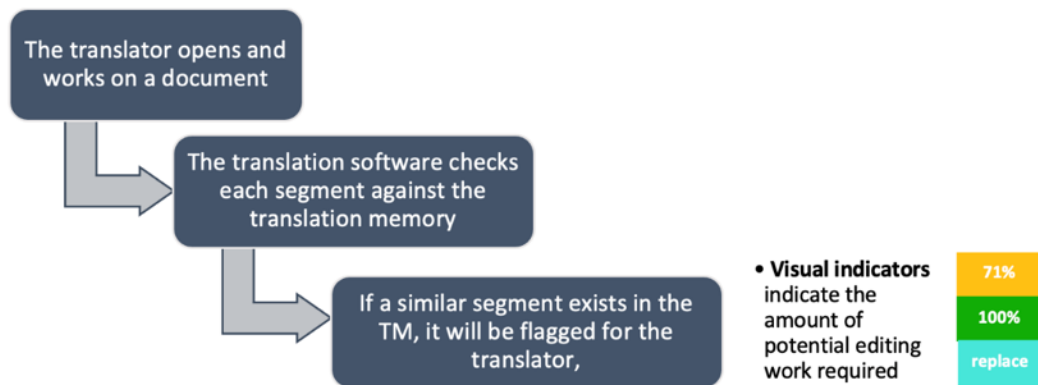 The translator opens and
works on a document
The translation software checks
each segment against the
translation memory
If a similar segment exists in the
TM, it will be flagged for the
translator,
• Visual indicators
indicate the
amount of
potential editing
work required
71%
100%
replace